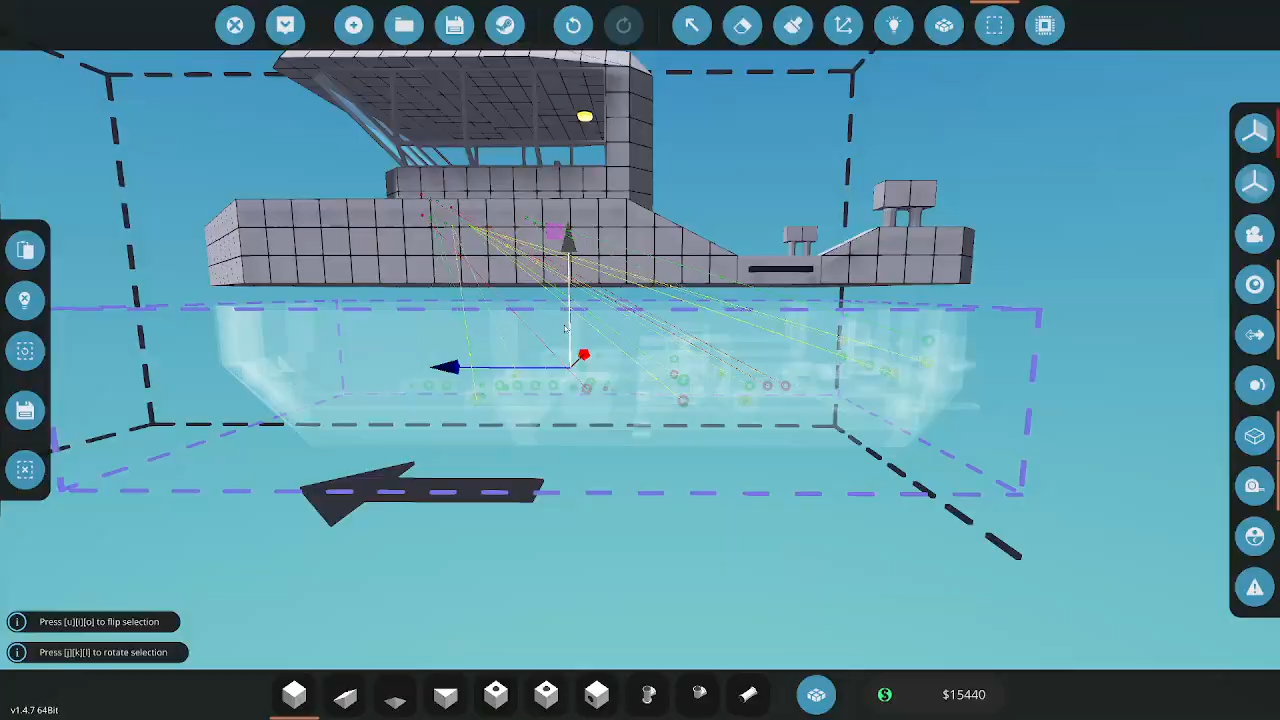 Press [u][i][o] to flip selection
Press [j][k][l] to rotate selection
$15440
v1.4.7 64Bit